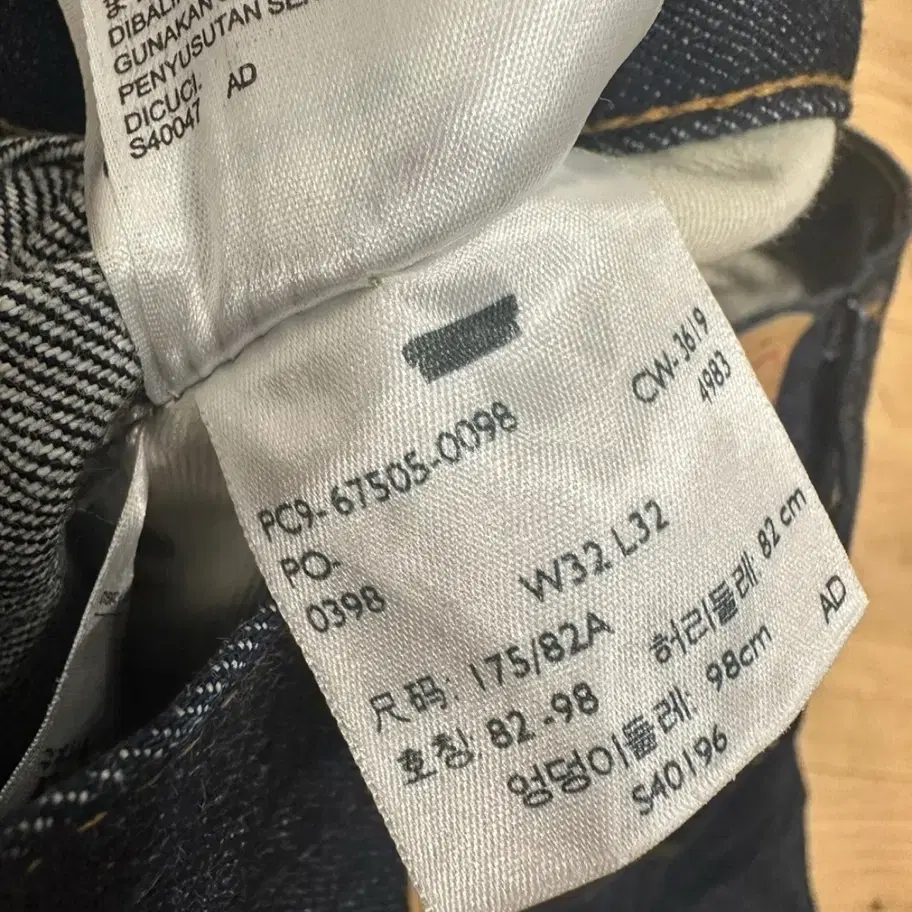 DIBALI
GUNAKAN
PENYUSUTAN SE
DICUCI.
S40047 AD
CW-3619
4983
PC9-67505-0098
PO-
0398
W32 L32
尺码: 175/82A
허리둘레: 82 cm
호칭: 82 -98
엉덩이둘레: 98cm
AD
S40196